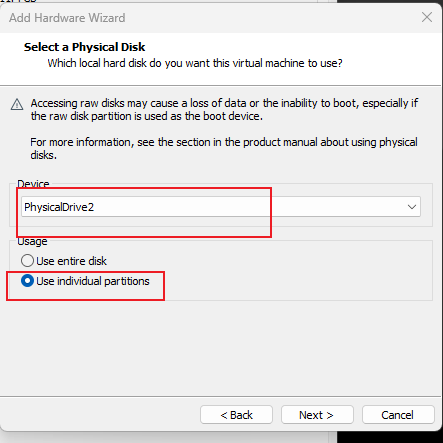 Add Hardware Wizard
Select a Physical Disk
Which local hard disk do you want this virtual machine to use?
Accessing raw disks may cause a loss of data or the inability to boot, especially if
the raw disk partition is used as the boot device.
For more information, see the section in the product manual about using physical
disks.
Device
PhysicalDrive2
Usage
Use entire disk
Use individual partitions
< Back
Next >
Cancel